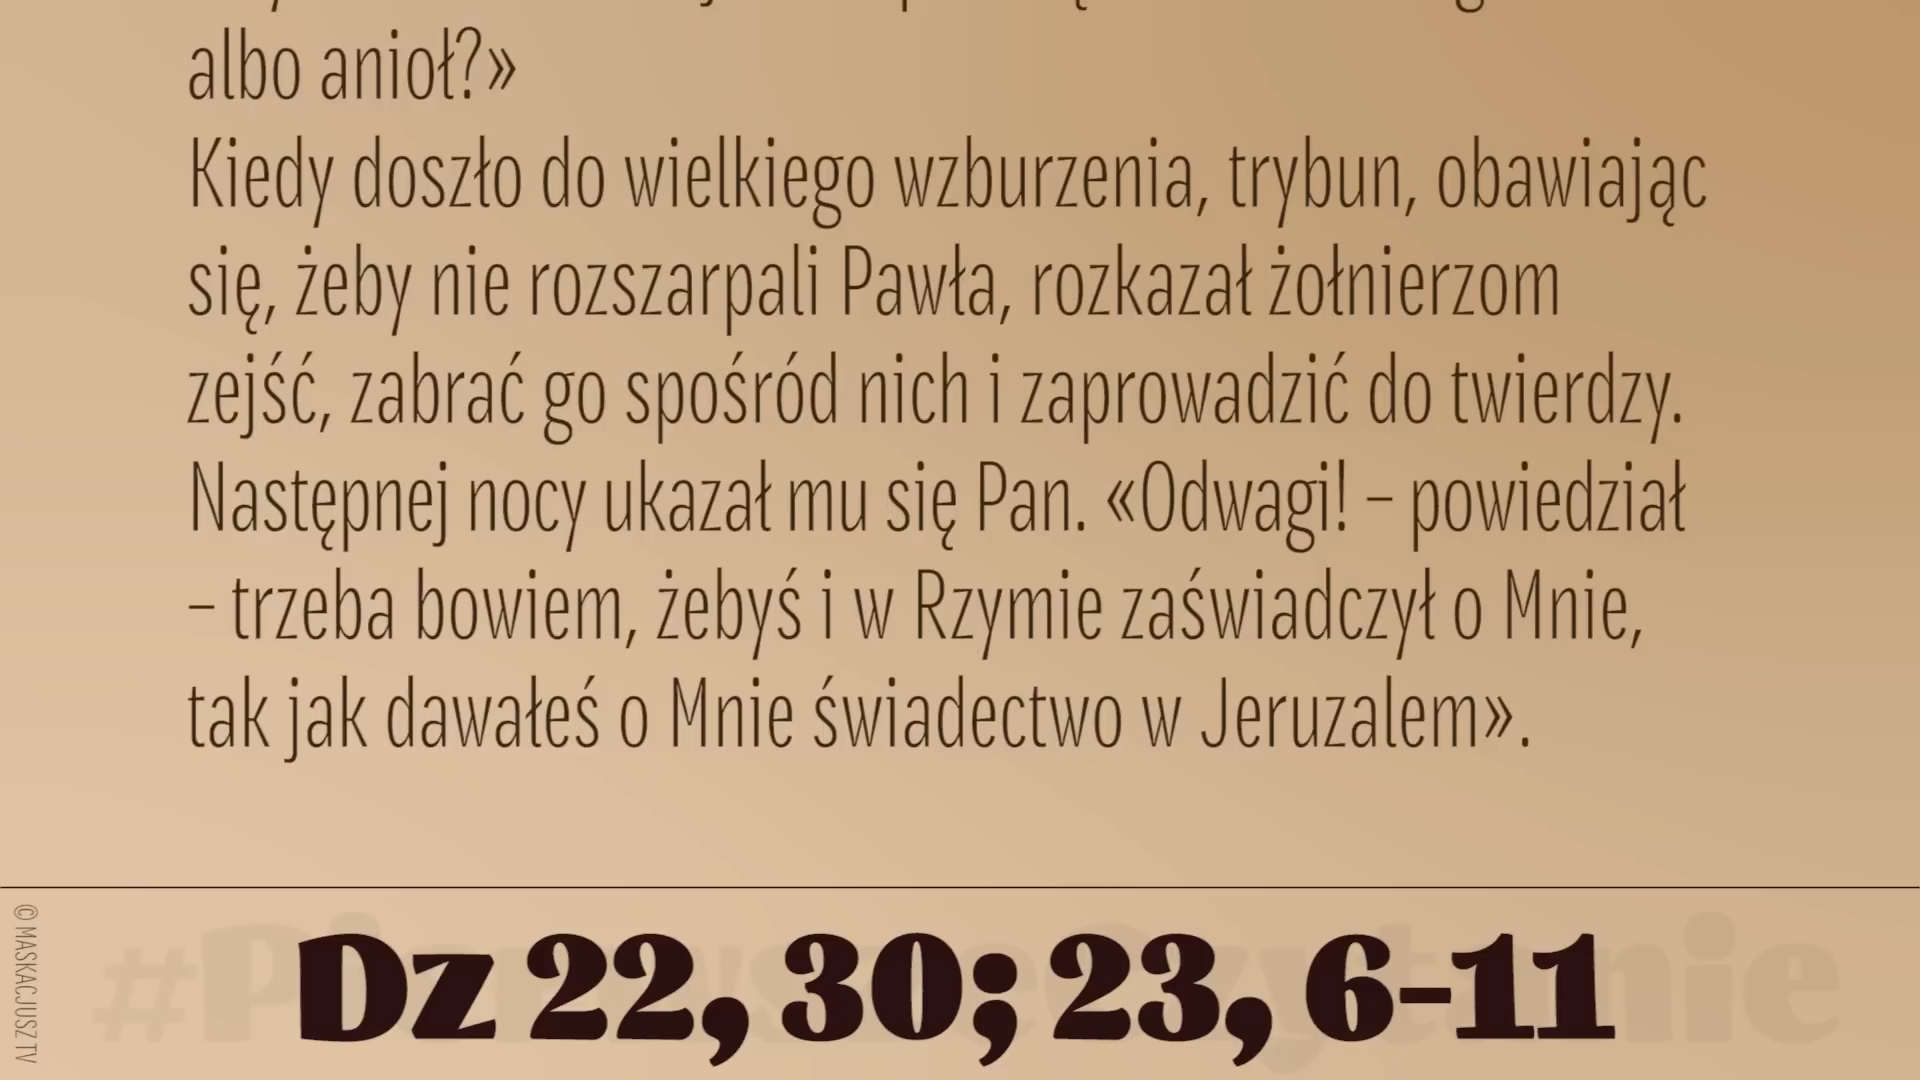 albo anioł?»
Kiedy doszło do wielkiego wzburzenia, trybun, obawiając
się, żeby nie rozszarpali Pawła, rozkazał żołnierzom
zejść, zabrać go spośród nich i zaprowadzić do twierdzy.
Następnej nocy ukazał mu się Pan. «Odwagi! – powiedział
– trzeba bowiem, żebyś i w Rzymie zaświadczył o Mnie,
tak jak dawałeś o Mnie świadectwo w Jeruzalem».
© MASKACJUSZ TV
Dz 22, 30; 23, 6-11